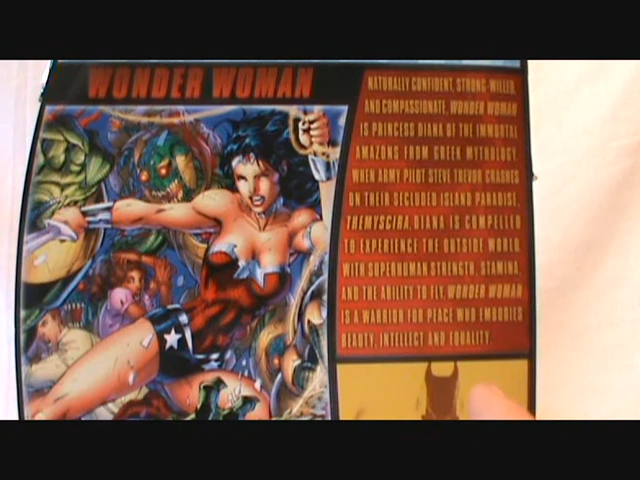 WONDER WOMAN
NATURALLY CONFIDENT, STRONG-WILLED,
AND COMPASSIONATE, WONDER WOMAN
IS PRINCESS DIANA OF THE IMMORTAL
AMAZONS FROM GREEK MYTHOLOGY.
WHEN ARMY PILOT STEVE TREVOR CRASHES
ON THEIR SECLUDED ISLAND PARADISE,
THEMYSCIRA, DIANA IS COMPELLED
TO EXPERIENCE THE OUTSIDE WORLD.
WITH SUPERHUMAN STRENGTH, STAMINA,
AND THE ABILITY TO FLY, WONDER WOMAN
IS A WARRIOR FOR PEACE WHO EMBODIES
BEAUTY, INTELLECT AND EQUALITY.